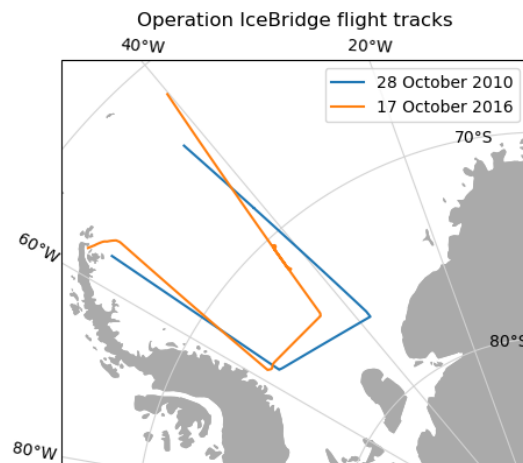 Operation IceBridge flight tracks
40°W
20°W
28 October 2010
17 October 2016
70°S
60°W
80°S
80°W